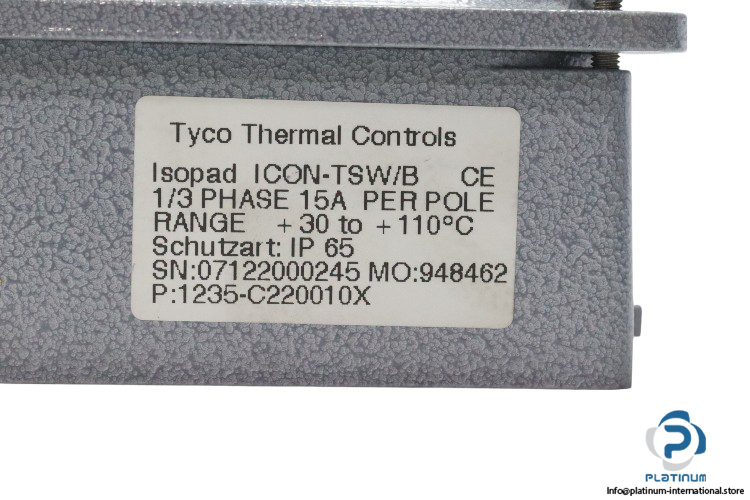 Tyco Thermal Controls
Isopad ICON-TSW/B CE
1/3 PHASE 15A PER POLE
RANGE +30 to +110°C
Schutzart: IP 65
SN:07122000245 MO:948462
P:1235-C220010X
PLATINUM
Info@platinum-international.store